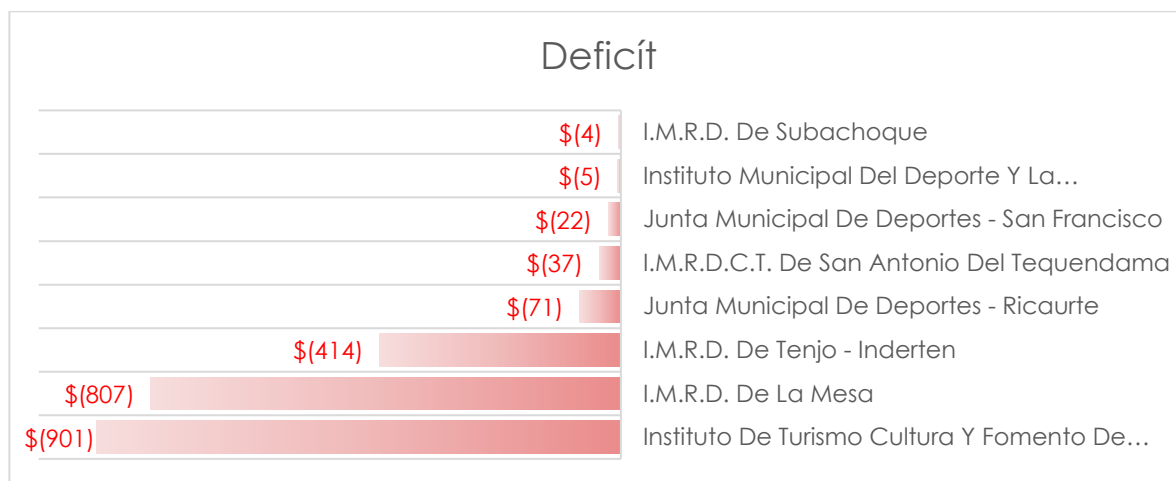 Deficít
$(4) I.M.R.D. De Subachoque
$(5) Instituto Municipal Del Deporte Y La…
$(22) Junta Municipal De Deportes - San Francisco
$(37) I.M.R.D.C.T. De San Antonio Del Tequendama
$(71) Junta Municipal De Deportes - Ricaurte
$(414) I.M.R.D. De Tenjo - Inderten
$(807) I.M.R.D. De La Mesa
$(901) Instituto De Turismo Cultura Y Fomento De…